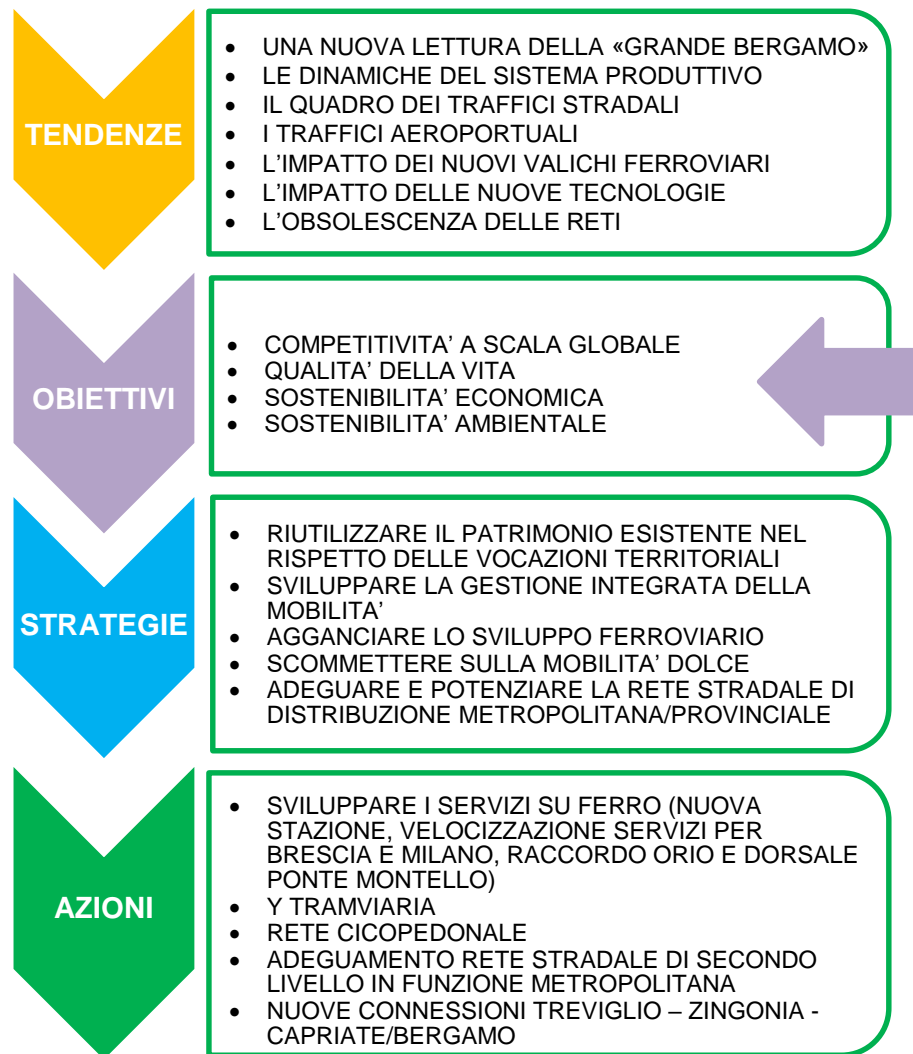 TENDENZE
• UNA NUOVA LETTURA DELLA «GRANDE BERGAMO»
• LE DINAMICHE DEL SISTEMA PRODUTTIVO
• IL QUADRO DEI TRAFFICI STRADALI
• I TRAFFICI AEROPORTUALI
• L'IMPATTO DEI NUOVI VALICHI FERROVIARI
• L'IMPATTO DELLE NUOVE TECNOLOGIE
• L'OBSOLESCENZA DELLE RETI
OBIETTIVI
• COMPETITIVITA' A SCALA GLOBALE
• QUALITA' DELLA VITA
• SOSTENIBILITA' ECONOMICA
• SOSTENIBILITA' AMBIENTALE
STRATEGIE
• RIUTILIZZARE IL PATRIMONIO ESISTENTE NEL
RISPETTO DELLE VOCAZIONI TERRITORIALI
• SVILUPPARE LA GESTIONE INTEGRATA DELLA
MOBILITA'
• AGGANCIARE LO SVILUPPO FERROVIARIO
• SCOMMETTERE SULLA MOBILITA' DOLCE
• ADEGUARE E POTENZIARE LA RETE STRADALE DI
DISTRIBUZIONE METROPOLITANA/PROVINCIALE
AZIONI
• SVILUPPARE I SERVIZI SU FERRO (NUOVA
STAZIONE, VELOCIZZAZIONE SERVIZI PER
BRESCIA E MILANO, RACCORDO ORIO E DORSALE
PONTE MONTELLO)
• Y TRAMVIARIA
• RETE CICOPEDONALE
• ADEGUAMENTO RETE STRADALE DI SECONDO
LIVELLO IN FUNZIONE METROPOLITANA
• NUOVE CONNESSIONI TREVIGLIO – ZINGONIA -
CAPRIATE/BERGAMO